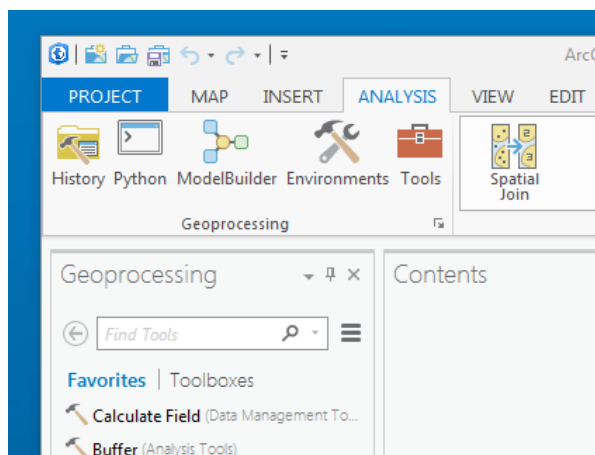 ArcG
PROJECT MAP INSERT ANALYSIS VIEW EDIT
History Python ModelBuilder Environments Tools Spatial Join
Geoprocessing
Geoprocessing Contents
Find Tools
Favorites | Toolboxes
Calculate Field (Data Management To...
Buffer (Analysis Tools)